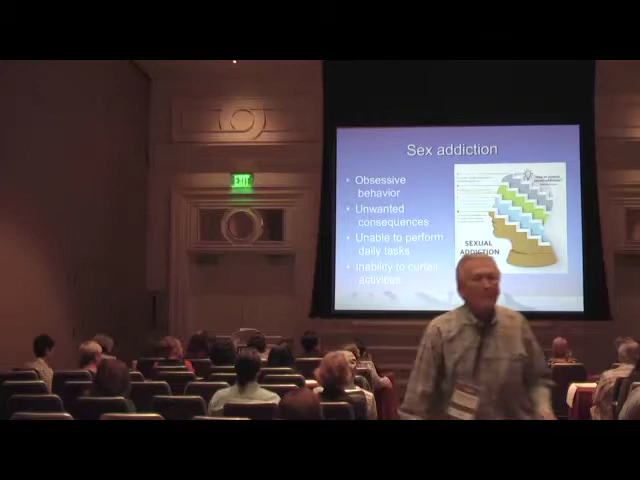 EXIT
Sex addiction
• Obsessive
behavior
• Unwanted
consequences
• Unable to perform
daily tasks
• Inability to curtail
activities
SEXUAL
ADDICTION